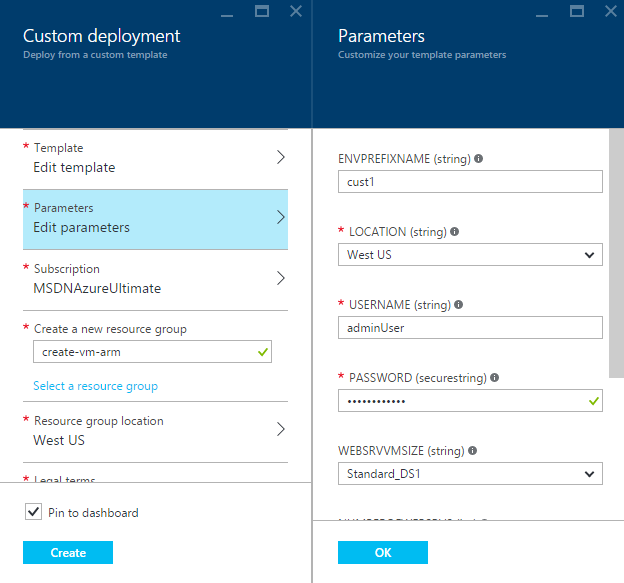 Custom deployment
Deploy from a custom template
* Template
Edit template
* Parameters
Edit parameters
* Subscription
MSDNAzureUltimate
* Create a new resource group
create-vm-arm
Select a resource group
* Resource group location
West US
* Legal terms
Pin to dashboard
Create
Parameters
Customize your template parameters
ENVPREFIXNAME (string)
cust1
* LOCATION (string)
West US
* USERNAME (string)
adminUser
* PASSWORD (securestring)
••••••••••••
WEBSRVVMSIZE (string)
Standard_DS1
OK